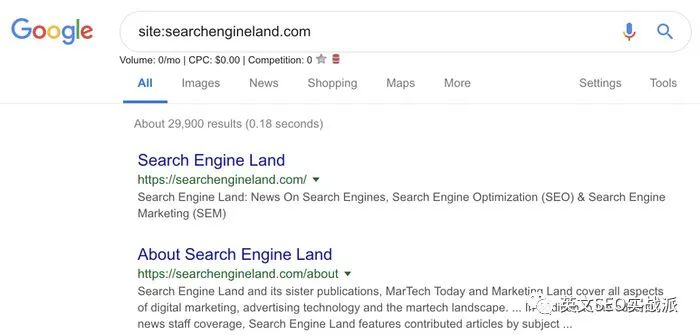 Google
site:searchengineland.com
Volume: 0/mo | CPC: $0.00 | Competition: 0
All Images News Shopping Maps More Settings Tools
About 29,900 results (0.18 seconds)
Search Engine Land
https://searchengineland.com/
Search Engine Land: News On Search Engines, Search Engine Optimization (SEO) & Search Engine
Marketing (SEM)
About Search Engine Land
https://searchengineland.com/about
Search Engine Land and its sister publications, MarTech Today and Marketing Land cover all aspects
of digital marketing, advertising technology and the martech landscape. ...
news staff coverage, Search Engine Land features contributed articles by subject ...
英文SEO实战派